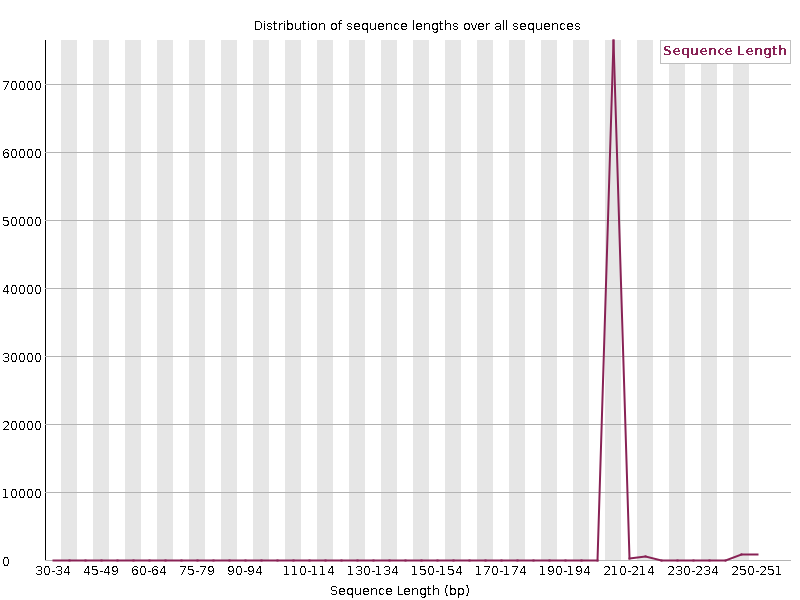 Distribution of sequence lengths over all sequences
Sequence Length
70000
60000
50000
40000
30000
20000
10000
0
30-34 45-49 60-64 75-79 90-94 110-114 130-134 150-154 170-174 190-194 210-214 230-234 250-251
Sequence Length (bp)